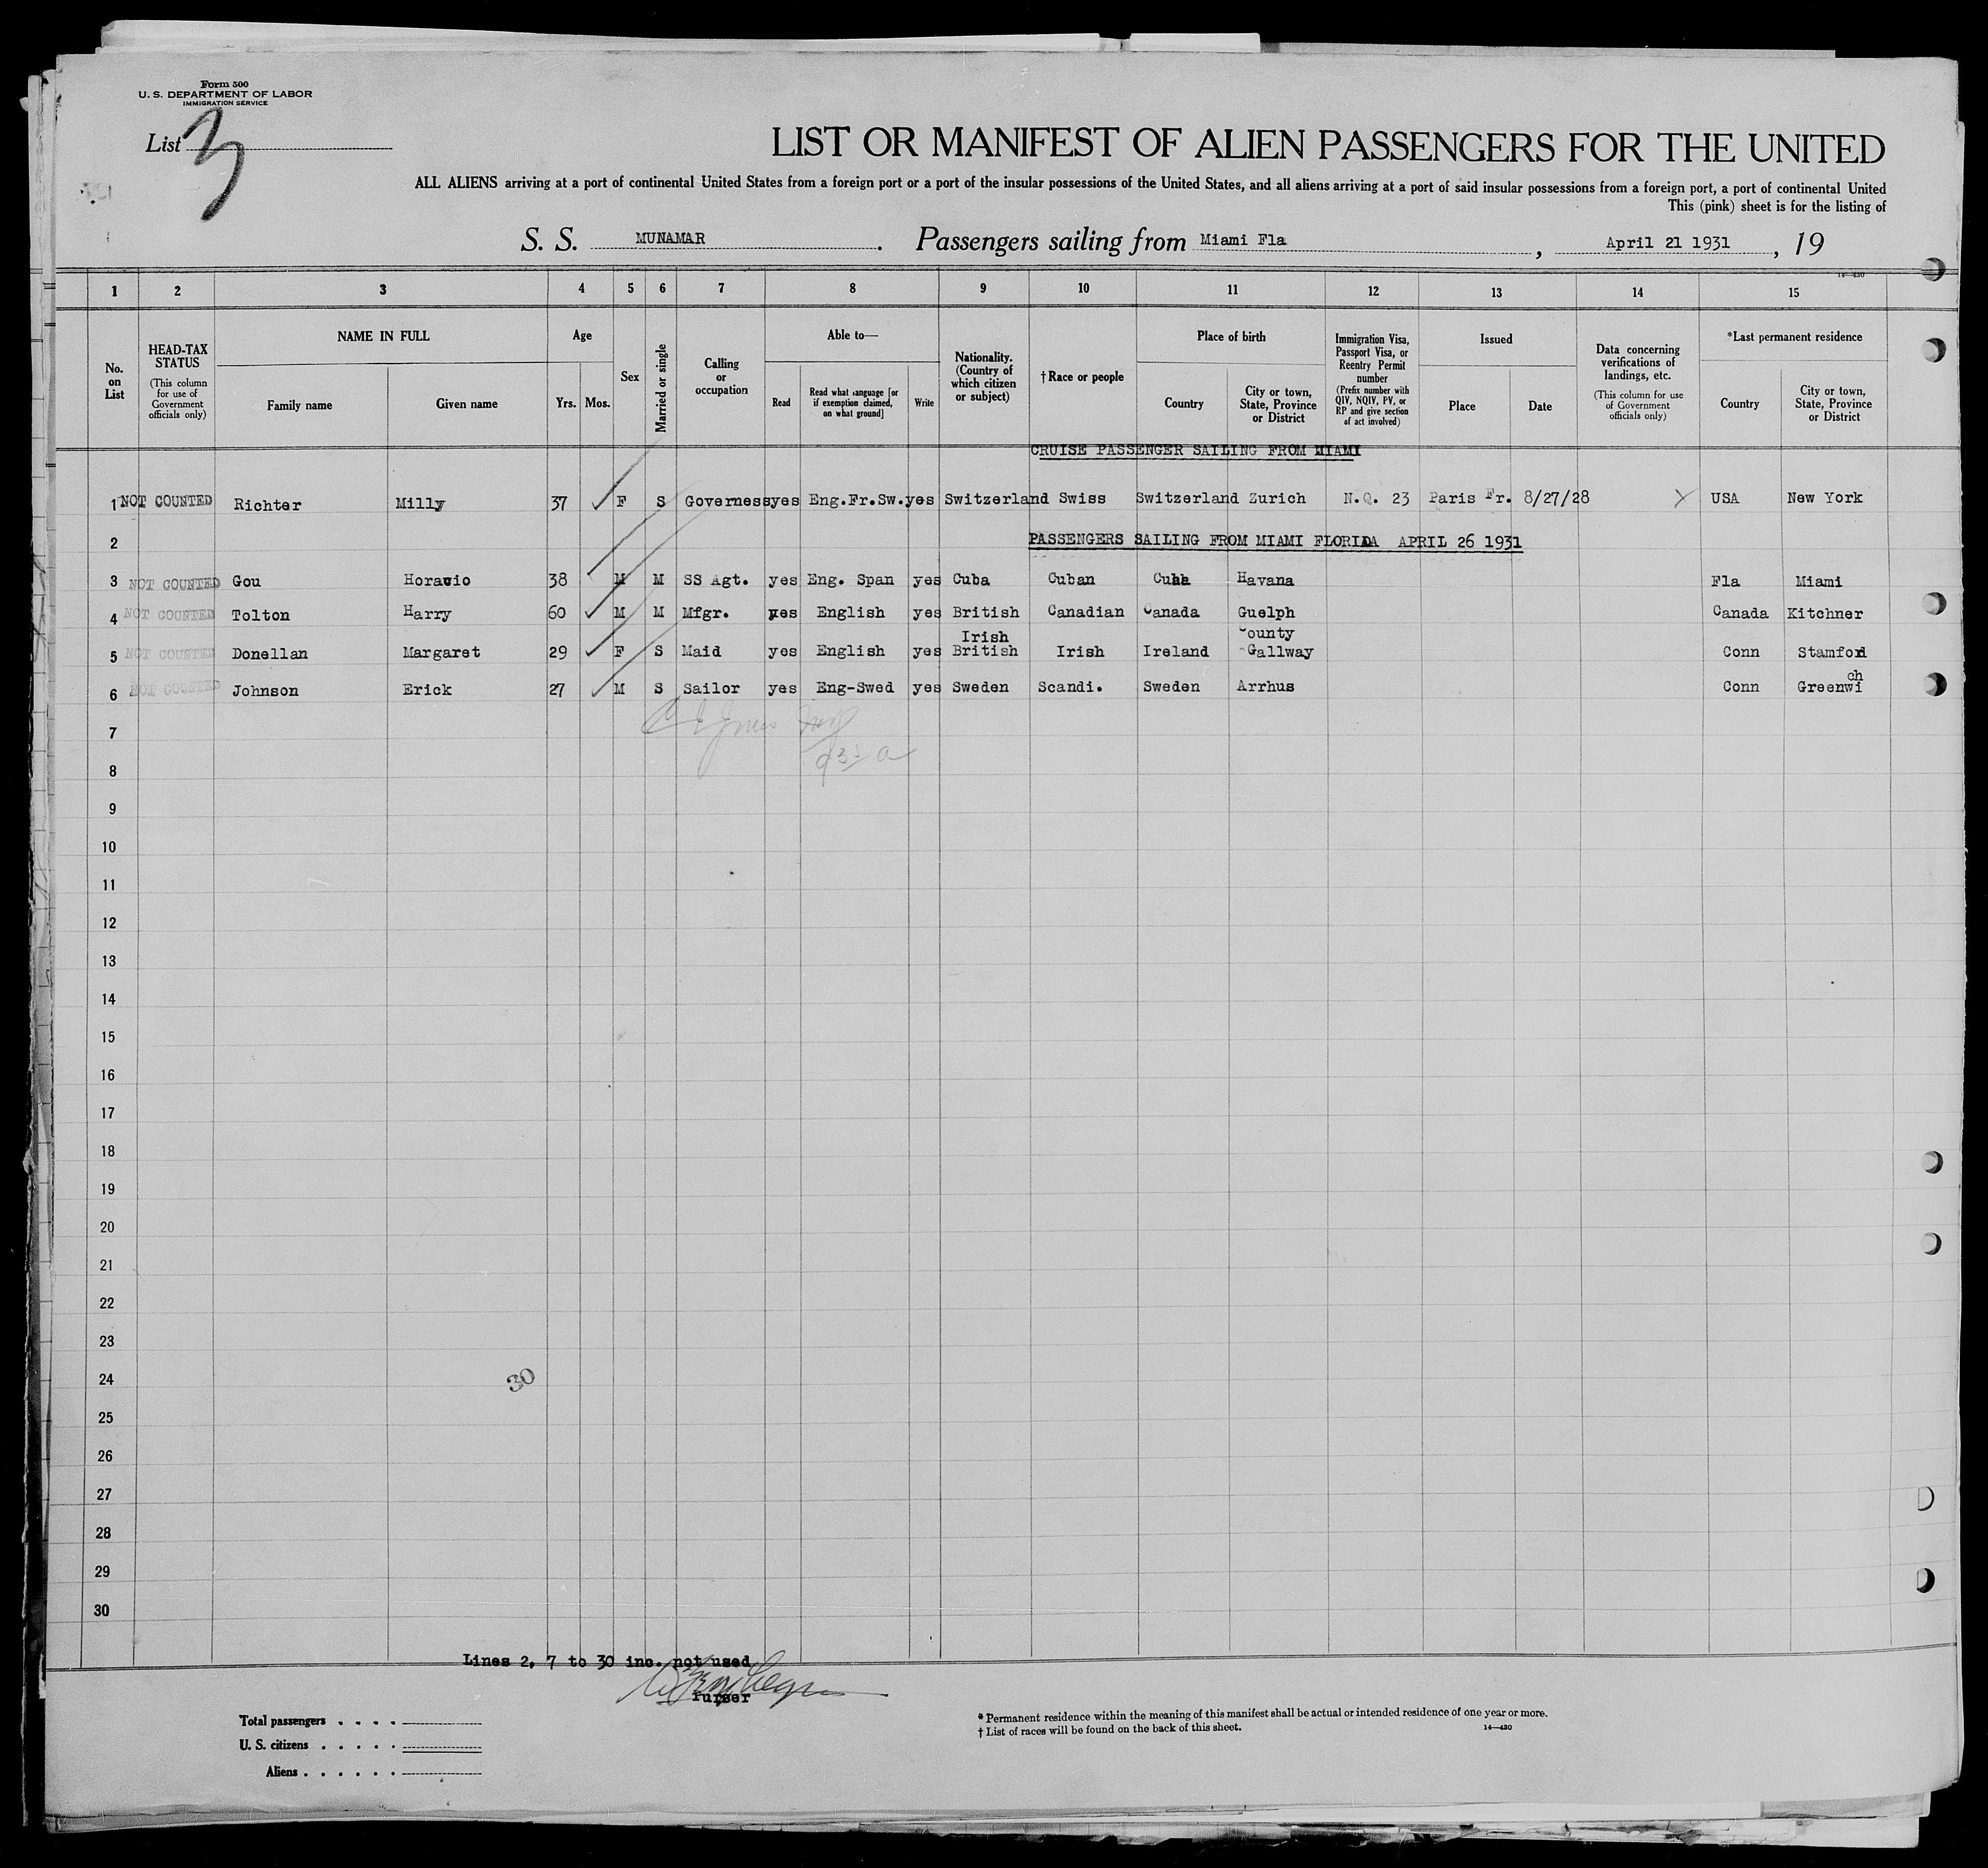 Form 500
U. S. DEPARTMENT OF LABOR
IMMIGRATION SERVICE
List 3
LIST OR MANIFEST OF ALIEN PASSENGERS FOR THE UNITED
ALL ALIENS arriving at a port of continental United States from a foreign port or a port of the insular possessions of the United States, and all aliens arriving at a port of said insular possessions from a foreign port, a port of continental United
This (pink) sheet is for the listing of
S. S. MUNAMAR. Passengers sailing from Miami Fla, April 21 1931, 19
14—430
1 2 3 4 5 6 7 8 9 10 11 12 13 14 15
No. on List
HEAD-TAX STATUS
(This column for use of Government officials only)
NAME IN FULL
Family name
Given name
Age
Yrs. Mos.
Sex
Married or single
Calling or occupation
Able to—
Read
Read what language [or if exemption claimed, on what ground]
Write
Nationality. (Country of which citizen or subject)
†Race or people
Place of birth
Country
City or town, State, Province or District
Immigration Visa, Passport Visa, or Reentry Permit number
(Prefix number with QIV, NQIV, PV, or RP and give section of act involved)
Issued
Place
Date
Data concerning verifications of landings, etc.
(This column for use of Government officials only)
*Last permanent residence
Country
City or town, State, Province or District
CRUISE PASSENGER SAILING FROM MIAMI
1 NOT COUNTED Richter Milly 37 F S Governess yes Eng.Fr.Sw. yes Switzerland Swiss Switzerland Zurich N.Q. 23 Paris Fr. 8/27/28 USA New York
2 PASSENGERS SAILING FROM MIAMI FLORIDA APRIL 26 1931
3 NOT COUNTED Gou Horacio 38 M M SS Agt. yes Eng. Span yes Cuba Cuban Cuba Havana Fla Miami
4 NOT COUNTED Tolton Harry 60 M M Mfgr. yes English yes British Canadian Canada Guelph Canada Kitchner
Irish County
5 NOT COUNTED Donellan Margaret 29 F S Maid yes English yes British Irish Ireland Gallway Conn Stamford
ch
6 NOT COUNTED Johnson Erick 27 M S Sailor yes Eng-Swed yes Sweden Scandi. Sweden Arrhus Conn Greenwi
7
8
9
10
11
12
13
14
15
16
17
18
19
20
21
22
23
24
30
25
26
27
28
29
30
Lines 2, 7 to 30 inc. not used
Purser
Total passengers
U. S. citizens
Aliens
* Permanent residence within the meaning of this manifest shall be actual or intended residence of one year or more.
† List of races will be found on the back of this sheet.
14—430